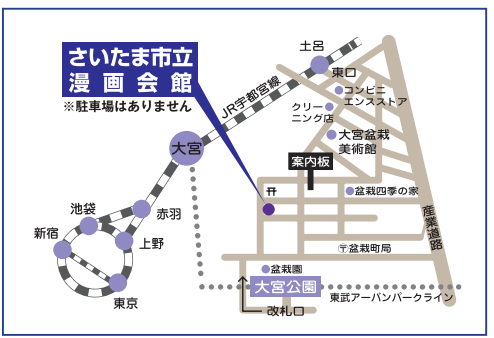 さいたま市立
漫画会館
※駐車場はありません
土呂
東口
JR宇都宮線
コンビニ
エンスストア
クリー
ニング店
大宮盆栽
美術館
大宮
案内板
盆栽四季の家
池袋
赤羽
新宿
上野
東京
産業道路
〒盆栽町局
盆栽園
大宮公園
東武アーバンパークライン
改札口